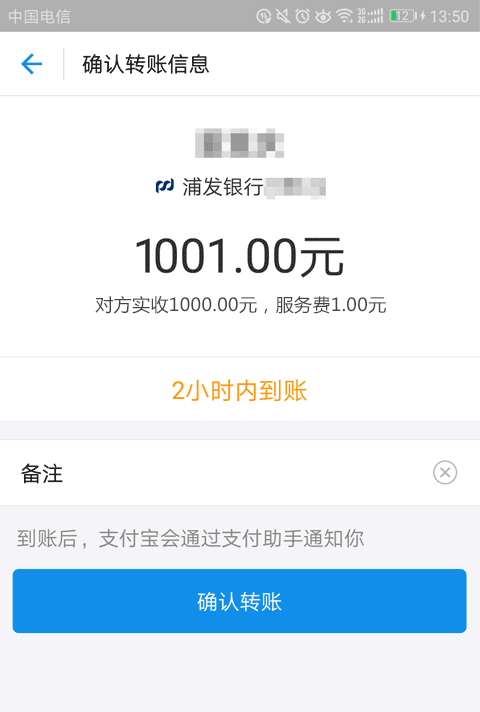 中国电信 12 13:50
确认转账信息
浦发银行
1001.00元
对方实收1000.00元，服务费1.00元
2小时内到账
备注
到账后，支付宝会通过支付助手通知你
确认转账